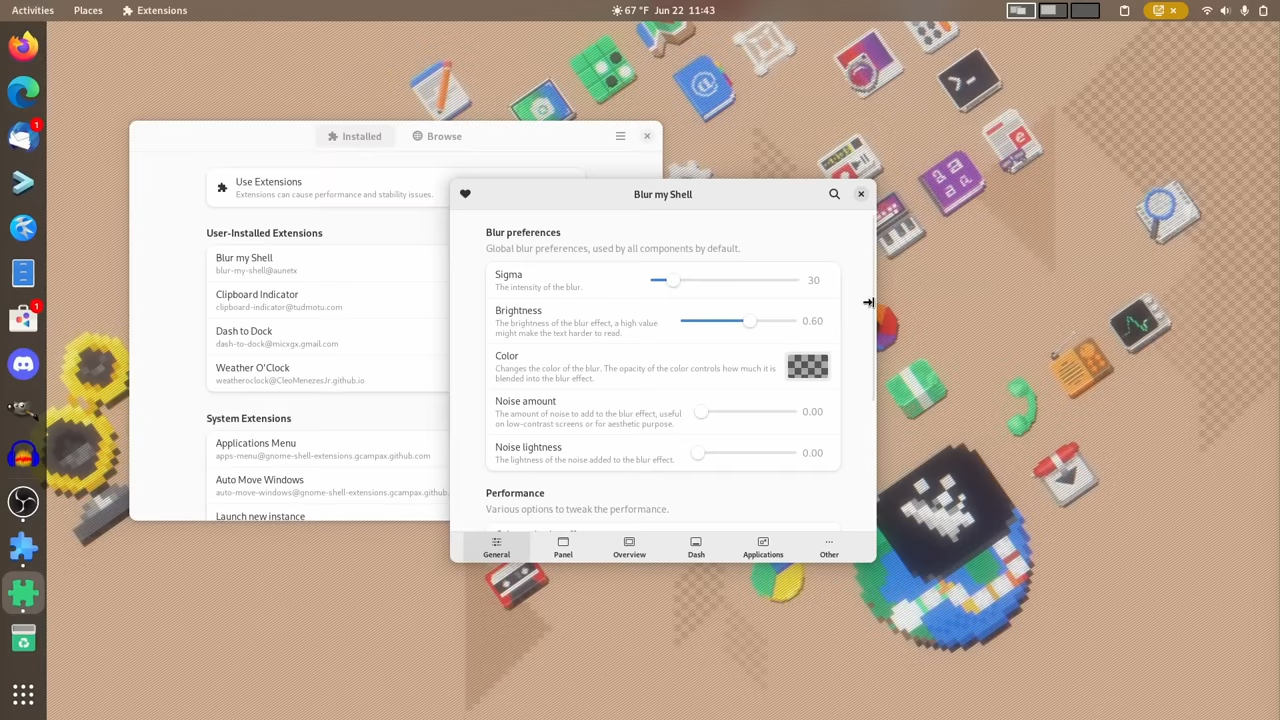 Activities
Places
Extensions
67 °F Jun 22 11:43
1
1
Installed
Browse
Use Extensions
Extensions can cause performance and stability issues.
User-Installed Extensions
Blur my Shell
blur-my-shell@aunetx
Clipboard Indicator
clipboard-indicator@tudmotu.com
Dash to Dock
dash-to-dock@micxgx.gmail.com
Weather O'Clock
weatheroclock@CleoMenezesJr.github.io
System Extensions
Applications Menu
apps-menu@gnome-shell-extensions.gcampax.github.com
Auto Move Windows
auto-move-windows@gnome-shell-extensions.gcampax.github.
Launch new instance
Blur my Shell
Blur preferences
Global blur preferences, used by all components by default.
Sigma
The intensity of the blur.
30
Brightness
The brightness of the blur effect, a high value
might make the text harder to read.
0.60
Color
Changes the color of the blur. The opacity of the color controls how much it is
blended into the blur effect.
Noise amount
The amount of noise to add to the blur effect, useful
on low-contrast screens or for aesthetic purpose.
0.00
Noise lightness
The lightness of the noise added to the blur effect.
0.00
Performance
Various options to tweak the performance.
General
Panel
Overview
Dash
Applications
Other